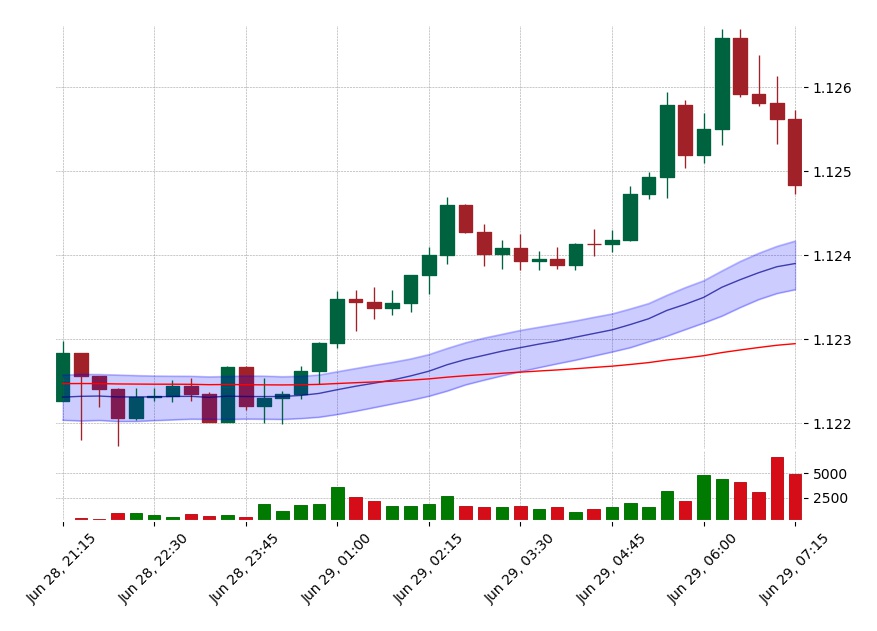 1.126
1.125
1.124
1.123
1.122
5000
2500
Jun 28, 21:15
Jun 28, 22:30
Jun 28, 23:45
Jun 29, 01:00
Jun 29, 02:15
Jun 29, 03:30
Jun 29, 04:45
Jun 29, 06:00
Jun 29, 07:15